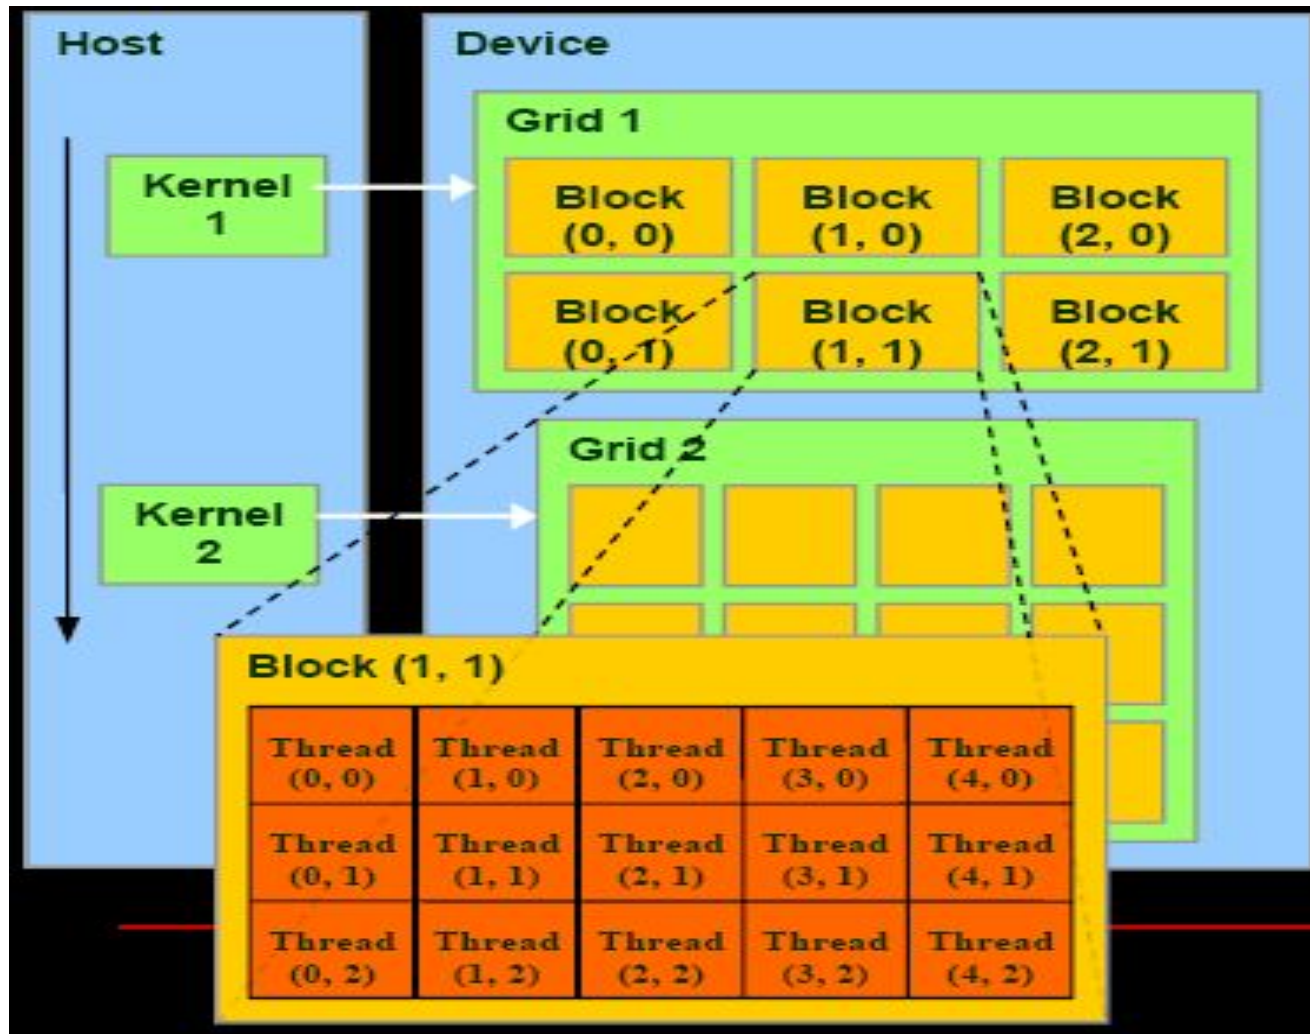 Host
Device
Grid 1
Kernel
1
Block
(0, 0)
Block
(1, 0)
Block
(2, 0)
Block
(0, 1)
Block
(1, 1)
Block
(2, 1)
Grid 2
Kernel
2
Block (1, 1)
Thread
(0, 0)
Thread
(1, 0)
Thread
(2, 0)
Thread
(3, 0)
Thread
(4, 0)
Thread
(0, 1)
Thread
(1, 1)
Thread
(2, 1)
Thread
(3, 1)
Thread
(4, 1)
Thread
(0, 2)
Thread
(1, 2)
Thread
(2, 2)
Thread
(3, 2)
Thread
(4, 2)